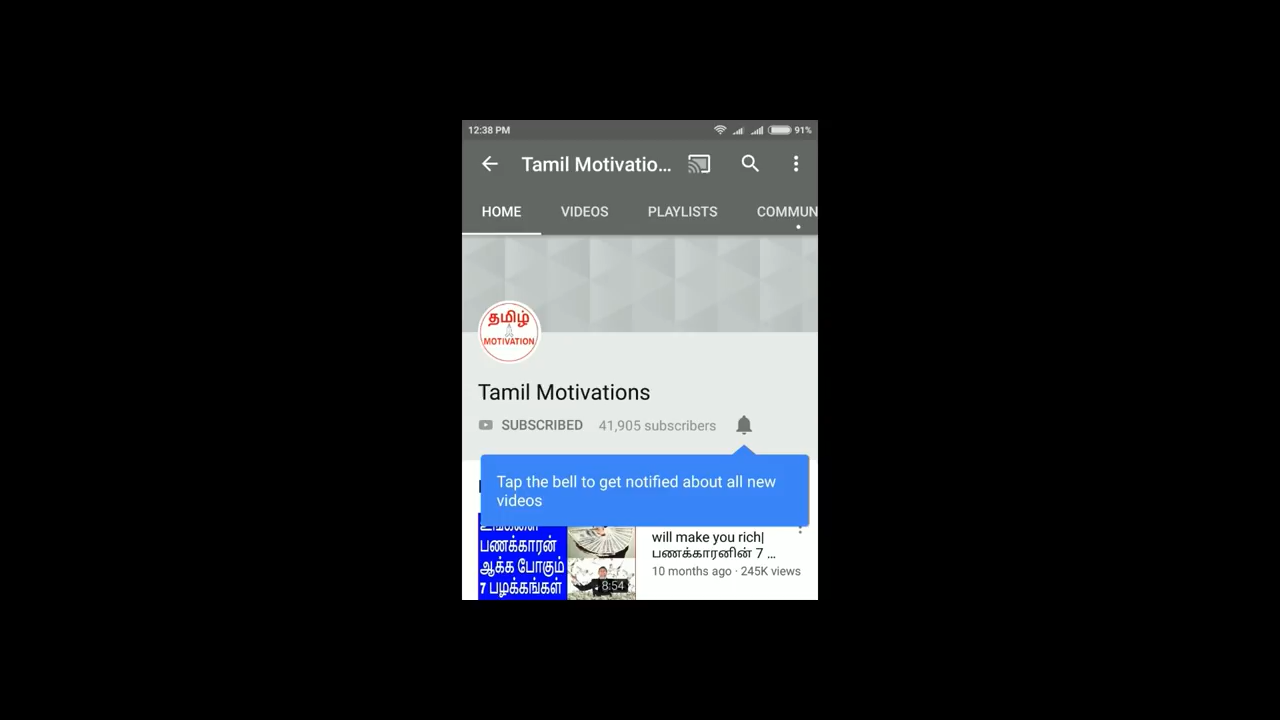 12:38 PM
91%
Tamil Motivatio...
HOME VIDEOS PLAYLISTS COMMUN
தமிழ்
MOTIVATION
Tamil Motivations
SUBSCRIBED 41,905 subscribers
Tap the bell to get notified about all new
videos
உங்களை
பணக்காரன்
ஆக்க போகும்
7 பழக்கங்கள்
8:54
will make you rich|
பணக்காரனின் 7 ...
10 months ago · 245K views